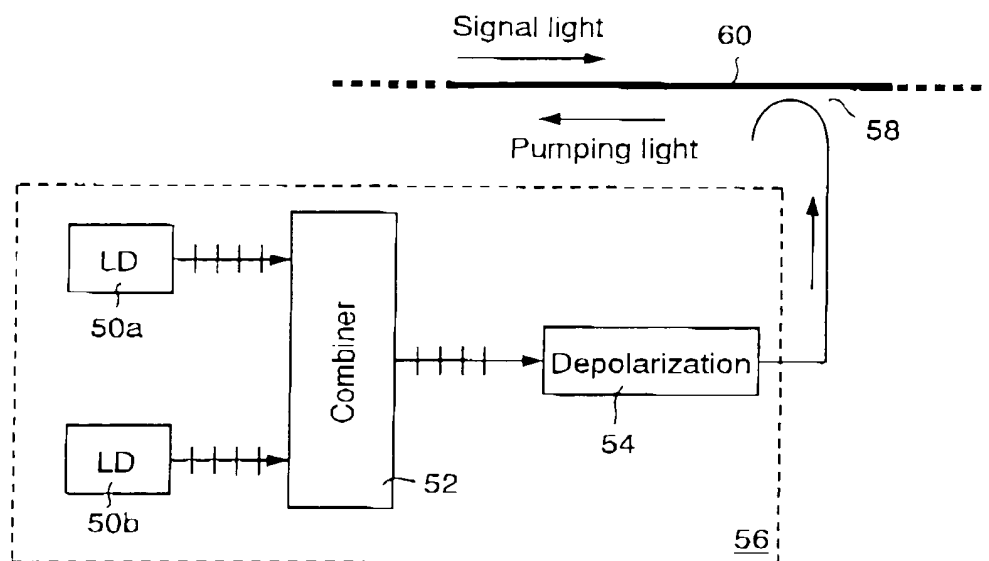 Signal light
60
58
Pumping light
LD
50a
Combiner
Depolarization
54
LD
50b
52
56